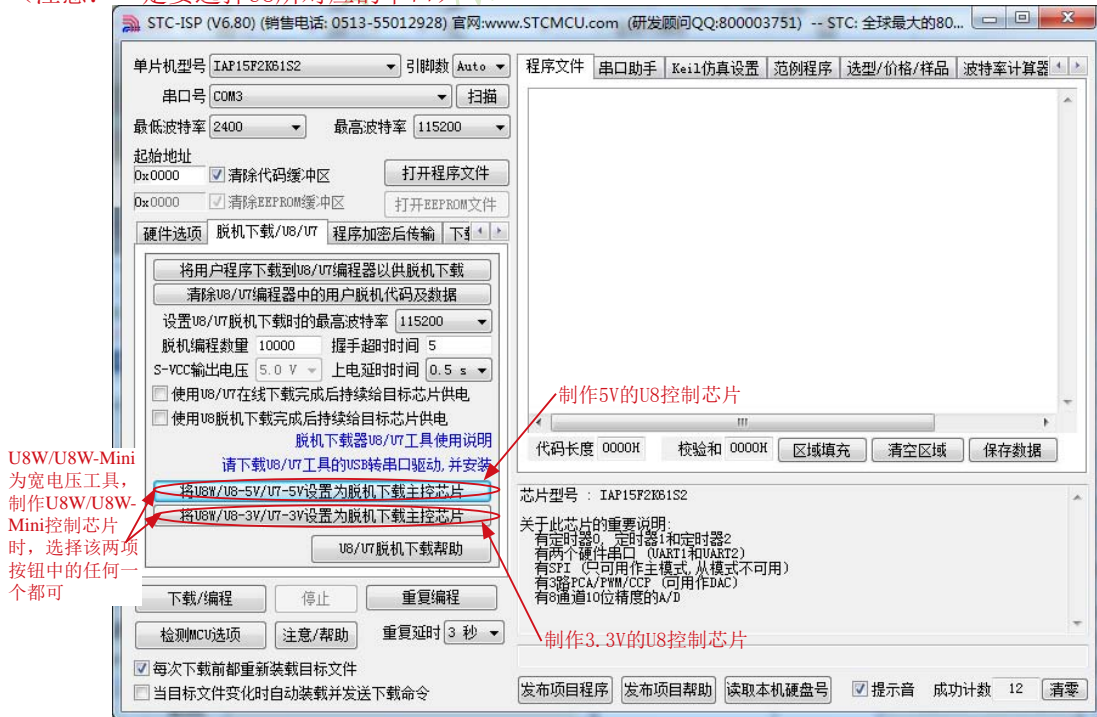 STC-ISP (V6.80) (销售电话: 0513-55012928) 官网:www.STCMCU.com (研发顾问QQ:800003751) -- STC: 全球最大的80...
单片机型号 IAP15F2K61S2 引脚数 Auto
串口号 COM3 扫描
最低波特率 2400 最高波特率 115200
起始地址
0x0000 清除代码缓冲区 打开程序文件
0x0000 清除EEPROM缓冲区 打开EEPROM文件
硬件选项 脱机下载/U8/U7 程序加密后传输
将用户程序下载到U8/U7编程器以供脱机下载
清除U8/U7编程器中的用户脱机代码及数据
设置U8/U7脱机下载时的最高波特率 115200
脱机编程数量 10000 握手超时时间 5
S-VCC输出电压 5.0 V 上电延时时间 0.5 s
使用U8/U7在线下载完成后持续给目标芯片供电
使用U8脱机下载完成后持续给目标芯片供电
脱机下载器U8/U7工具使用说明
请下载U8/U7工具的USB转串口驱动,并安装
将U8W/U8-5V/U7-5V设置为脱机下载主控芯片
将U8W/U8-3V/U7-3V设置为脱机下载主控芯片
U8/U7脱机下载帮助
下载/编程 停止 重复编程
检测MCU选项 注意/帮助 重复延时 3 秒
每次下载前都重新装载目标文件
当目标文件变化时自动装载并发送下载命令
U8W/U8W-Mini
为宽电压工具，
制作U8W/U8W-
Mini控制芯片
时，选择该两项
按钮中的任何一
个都可
程序文件 串口助手 Keil仿真设置 范例程序 选型/价格/样品 波特率计算器
制作5V的U8控制芯片
代码长度 0000H 校验和 0000H 区域填充 清空区域 保存数据
芯片型号 : IAP15F2K61S2
关于此芯片的重要说明:
有定时器0, 定时器1和定时器2
有两个硬件串口 (UART1和UART2)
有SPI (只可用作主模式,从模式不可用)
有3路PCA/PWM/CCP (可用作DAC)
有8通道10位精度的A/D
制作3.3V的U8控制芯片
发布项目程序 发布项目帮助 读取本机硬盘号 提示音 成功计数 12 清零